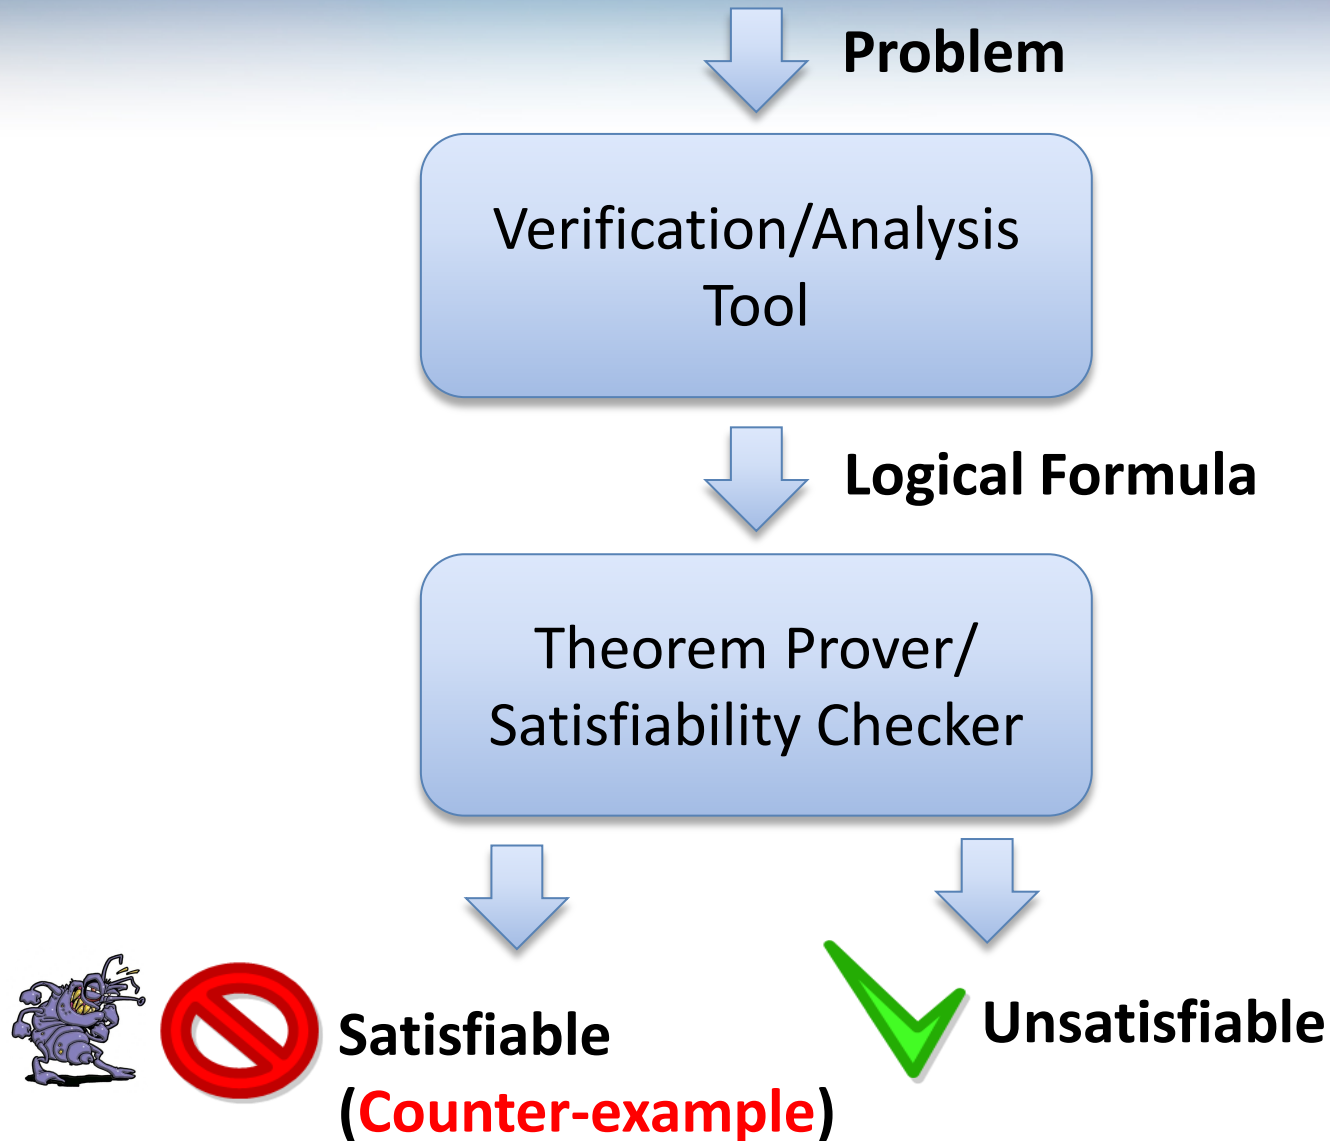 Problem
Verification/Analysis
Tool
Logical Formula
Theorem Prover/
Satisfiability Checker
Satisfiable
(Counter-example)
Unsatisfiable